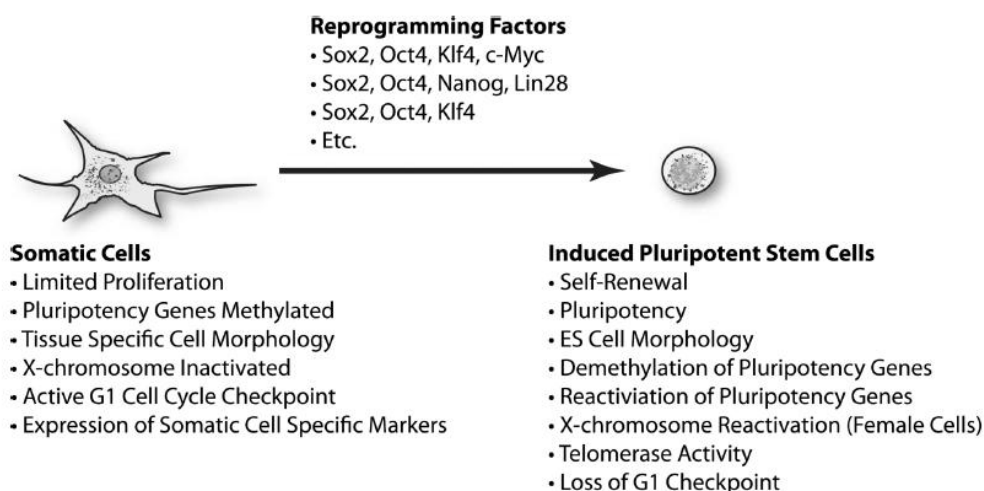 Reprogramming Factors
• Sox2, Oct4, Klf4, c-Myc
• Sox2, Oct4, Nanog, Lin28
• Sox2, Oct4, Klf4
• Etc.
Somatic Cells
• Limited Proliferation
• Pluripotency Genes Methylated
• Tissue Specific Cell Morphology
• X-chromosome Inactivated
• Active G1 Cell Cycle Checkpoint
• Expression of Somatic Cell Specific Markers
Induced Pluripotent Stem Cells
• Self-Renewal
• Pluripotency
• ES Cell Morphology
• Demethylation of Pluripotency Genes
• Reactiviation of Pluripotency Genes
• X-chromosome Reactivation (Female Cells)
• Telomerase Activity
• Loss of G1 Checkpoint